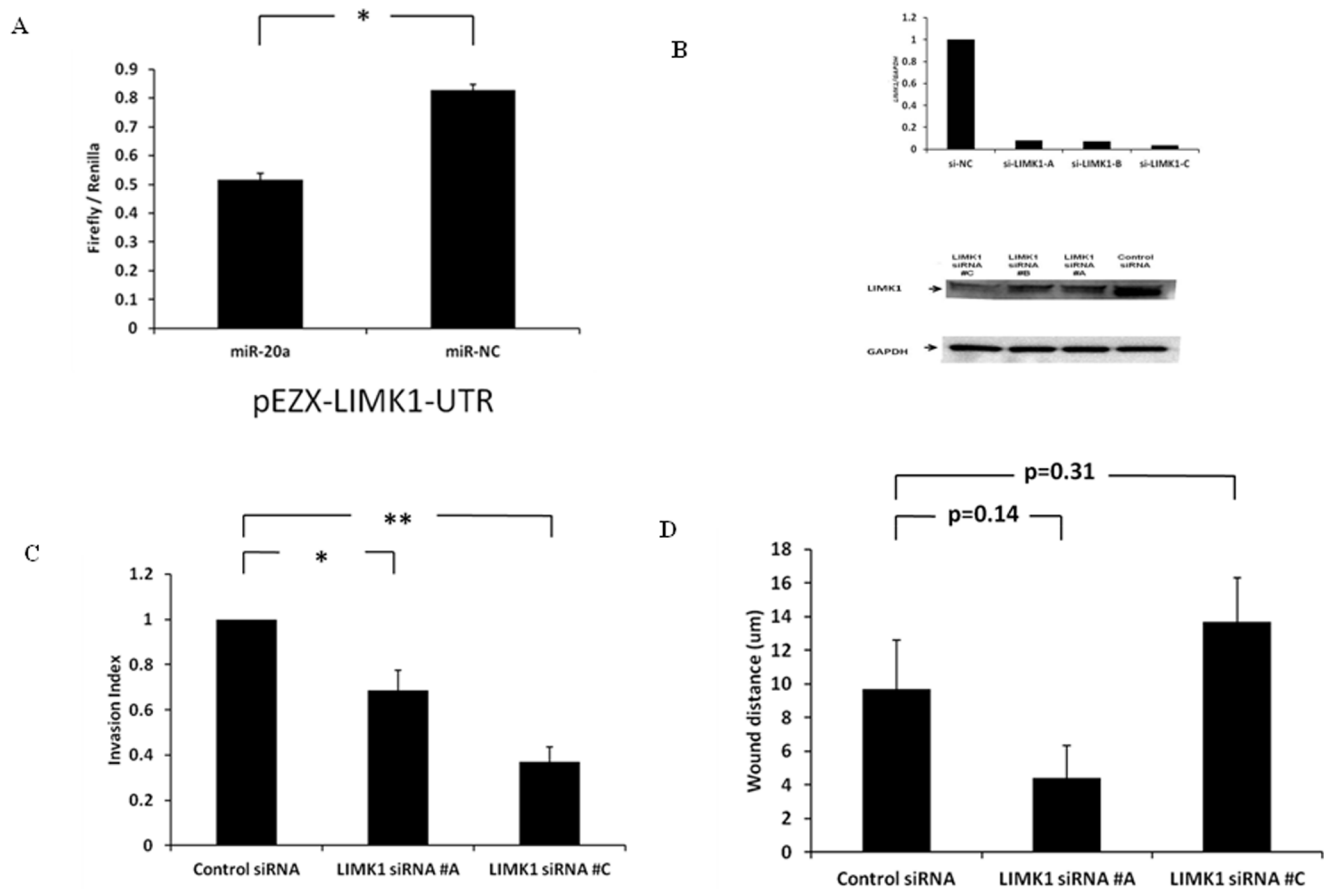 A
*
Firefly / Renilla
0.9
0.8
0.7
0.6
0.5
0.4
0.3
0.2
0.1
0
miR-20a miR-NC
pEZX-LIMK1-UTR
B
LIMK1/GAPDH
1.2
1
0.8
0.6
0.4
0.2
0
si-NC si-LIMK1-A si-LIMK1-B si-LIMK1-C
LIMK1 LIMK1 LIMK1 Control
siRNA siRNA siRNA siRNA
#C #B #A
LIMK1
GAPDH
C
**
*
Invasion Index
1.2
1
0.8
0.6
0.4
0.2
0
Control siRNA LIMK1 siRNA #A LIMK1 siRNA #C
D
p=0.31
p=0.14
Wound distance (um)
18
16
14
12
10
8
6
4
2
0
Control siRNA LIMK1 siRNA #A LIMK1 siRNA #C